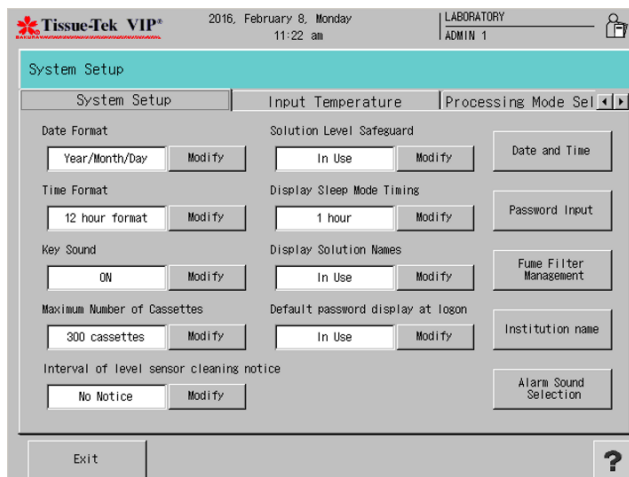 Tissue-Tek VIP®
SAKURA
2016, February 8, Monday
11:22 am
LABORATORY
ADMIN 1
System Setup
System Setup
Input Temperature
Processing Mode Sel
Date Format
Year/Month/Day
Modify
Time Format
12 hour format
Modify
Key Sound
ON
Modify
Maximum Number of Cassettes
300 cassettes
Modify
Interval of level sensor cleaning notice
No Notice
Modify
Solution Level Safeguard
In Use
Modify
Display Sleep Mode Timing
1 hour
Modify
Display Solution Names
In Use
Modify
Default password display at logon
In Use
Modify
Date and Time
Password Input
Fume Filter
Management
Institution name
Alarm Sound
Selection
Exit
?